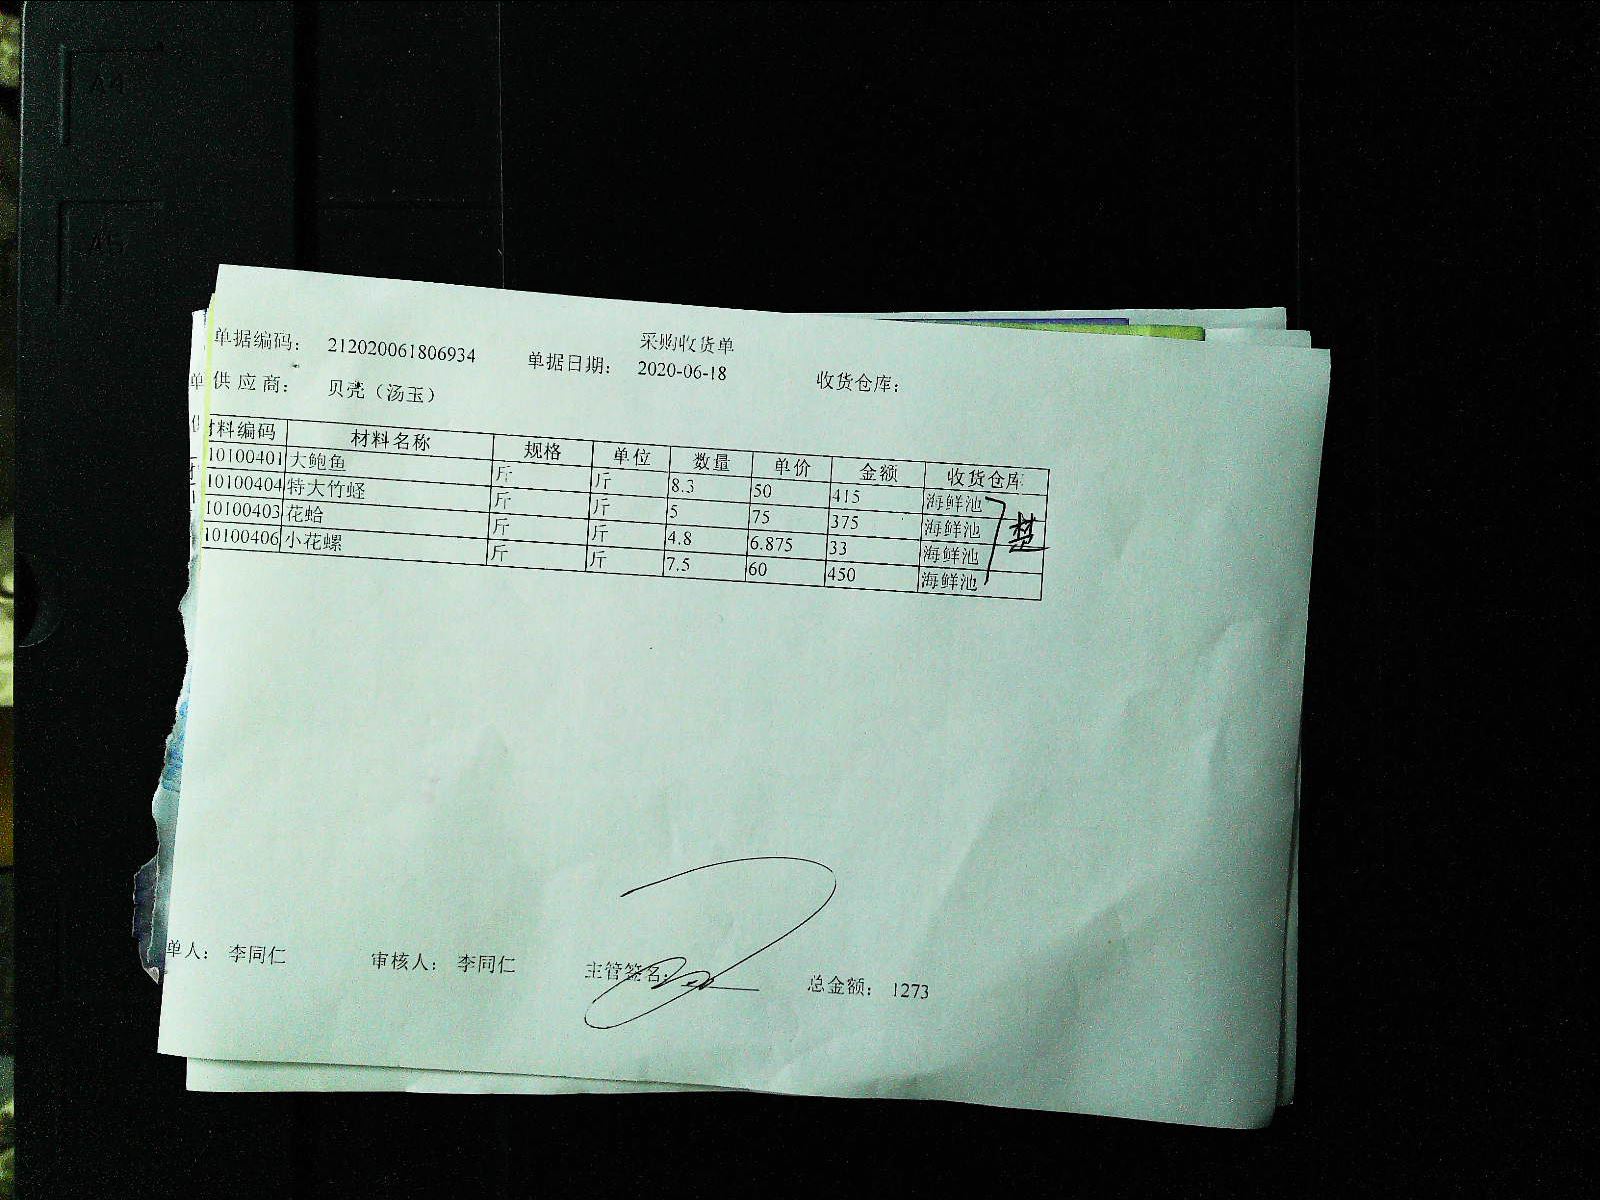 采购收货单
单据编码： 212020061806934 单据日期： 2020-06-18 收货仓库：
供应商： 贝壳（汤玉）
材料编码 材料名称 规格 单位 数量 单价 金额 收货仓库
10100401 大鲍鱼 斤 斤 8.3 50 415 海鲜池
10100404 特大竹蛏 斤 斤 5 75 375 海鲜池
10100403 花蛤 斤 斤 4.8 6.875 33 海鲜池
10100406 小花螺 斤 斤 7.5 60 450 海鲜池
单人： 李同仁 审核人： 李同仁 主管签名： 总金额： 1273